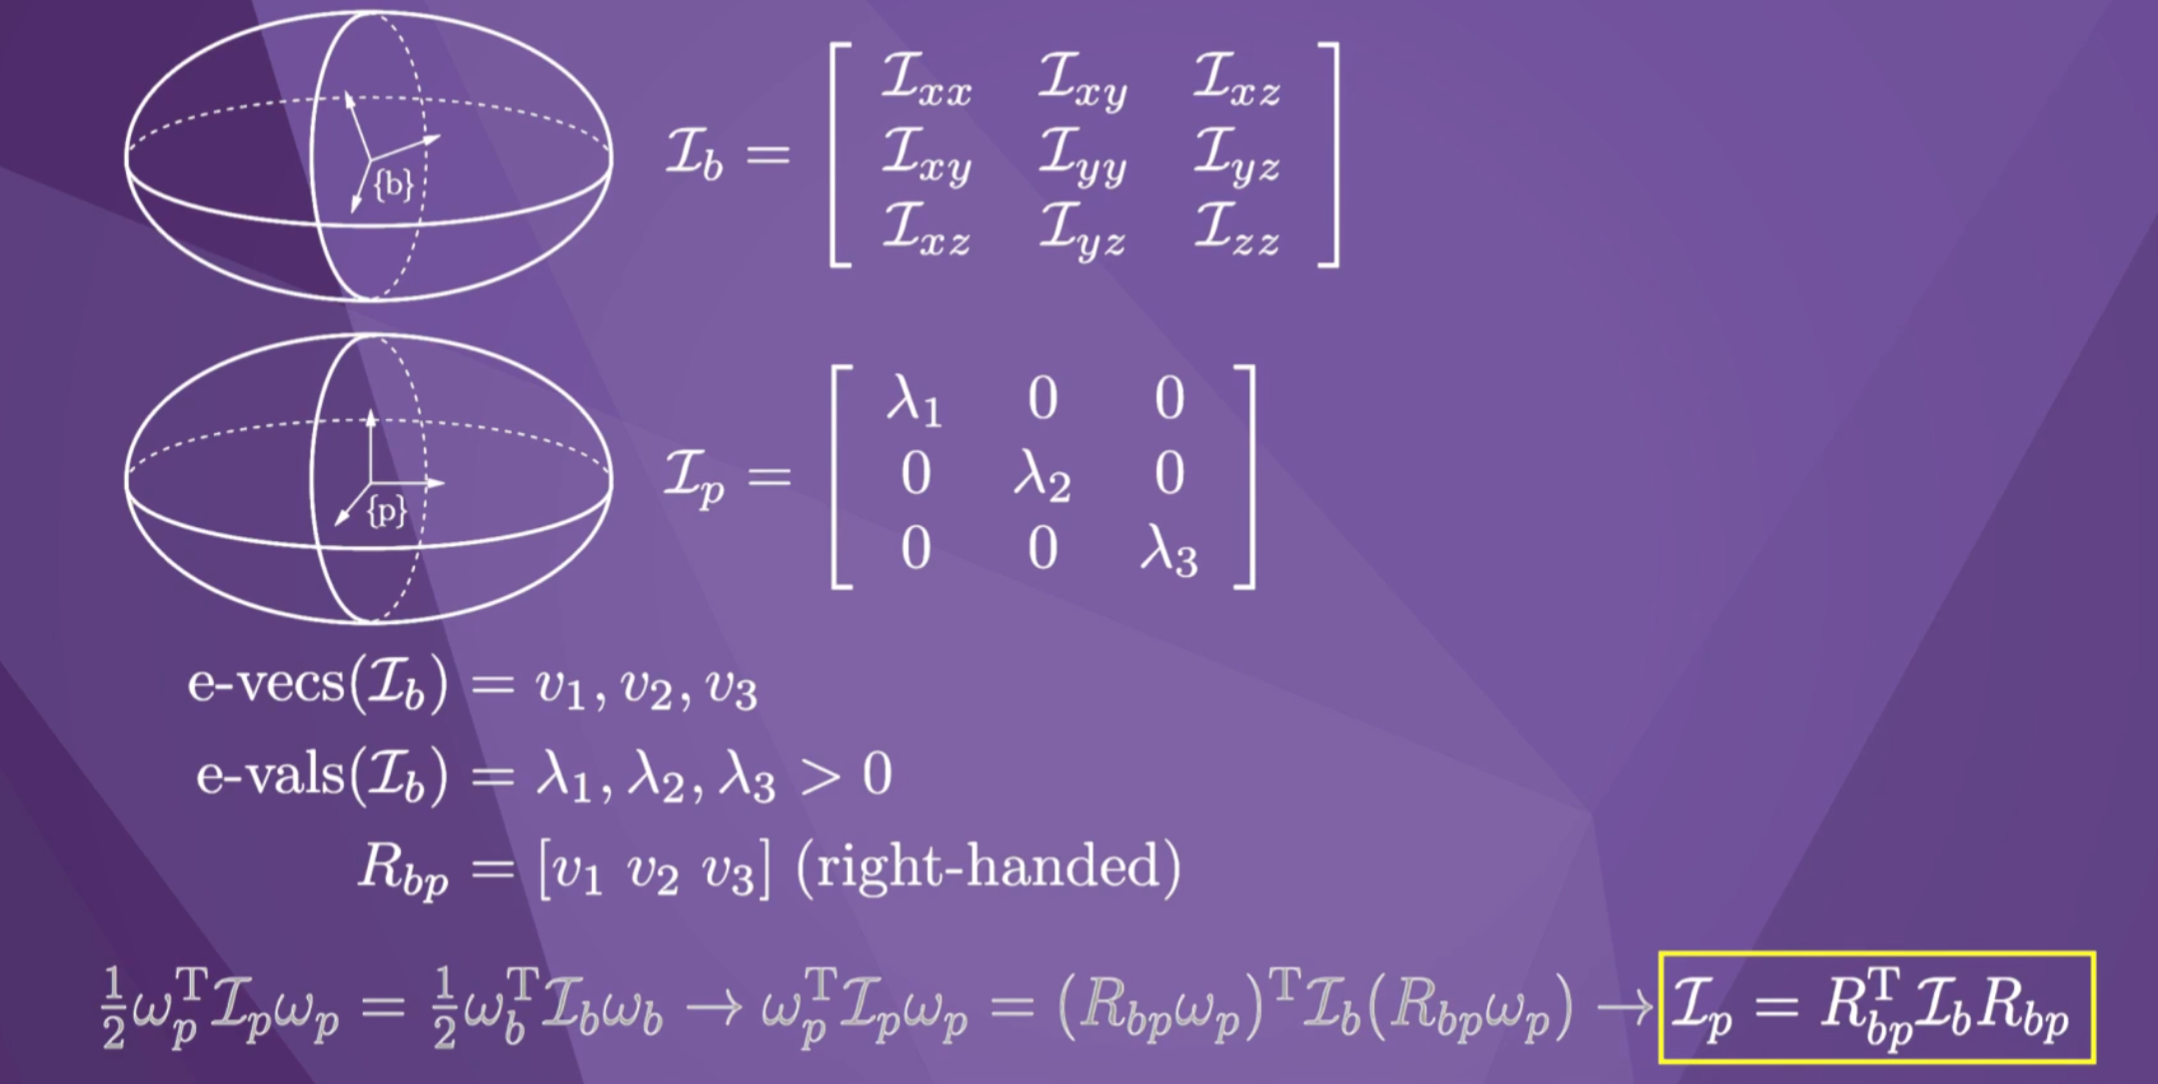 {b}
$\mathcal{I}_b = \begin{bmatrix} \mathcal{I}_{xx} & \mathcal{I}_{xy} & \mathcal{I}_{xz} \\ \mathcal{I}_{xy} & \mathcal{I}_{yy} & \mathcal{I}_{yz} \\ \mathcal{I}_{xz} & \mathcal{I}_{yz} & \mathcal{I}_{zz} \end{bmatrix}$
{p}
$\mathcal{I}_p = \begin{bmatrix} \lambda_1 & 0 & 0 \\ 0 & \lambda_2 & 0 \\ 0 & 0 & \lambda_3 \end{bmatrix}$
e-vecs($\mathcal{I}_b$) = $v_1, v_2, v_3$
e-vals($\mathcal{I}_b$) = $\lambda_1, \lambda_2, \lambda_3 > 0$
$R_{bp} = [v_1\ v_2\ v_3]$ (right-handed)
$\frac{1}{2}\omega_p^{\mathrm{T}}\mathcal{I}_p\omega_p = \frac{1}{2}\omega_b^{\mathrm{T}}\mathcal{I}_b\omega_b \rightarrow \omega_p^{\mathrm{T}}\mathcal{I}_p\omega_p = (R_{bp}\omega_p)^{\mathrm{T}}\mathcal{I}_b(R_{bp}\omega_p) \rightarrow \mathcal{I}_p = R_{bp}^{\mathrm{T}}\mathcal{I}_b R_{bp}$